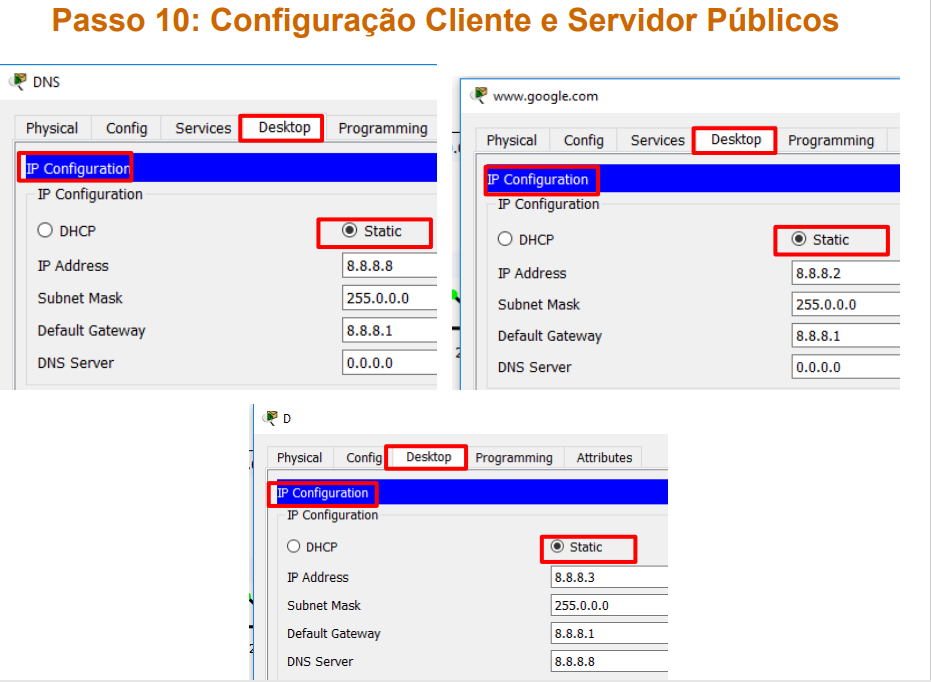 Passo 10: Configuração Cliente e Servidor Públicos
DNS
Physical Config Services Desktop Programming
IP Configuration
IP Configuration
DHCP Static
IP Address 8.8.8.8
Subnet Mask 255.0.0.0
Default Gateway 8.8.8.1
DNS Server 0.0.0.0
www.google.com
Physical Config Services Desktop Programming
IP Configuration
IP Configuration
DHCP Static
IP Address 8.8.8.2
Subnet Mask 255.0.0.0
Default Gateway 8.8.8.1
DNS Server 0.0.0.0
D
Physical Config Desktop Programming Attributes
IP Configuration
IP Configuration
DHCP Static
IP Address 8.8.8.3
Subnet Mask 255.0.0.0
Default Gateway 8.8.8.1
DNS Server 8.8.8.8